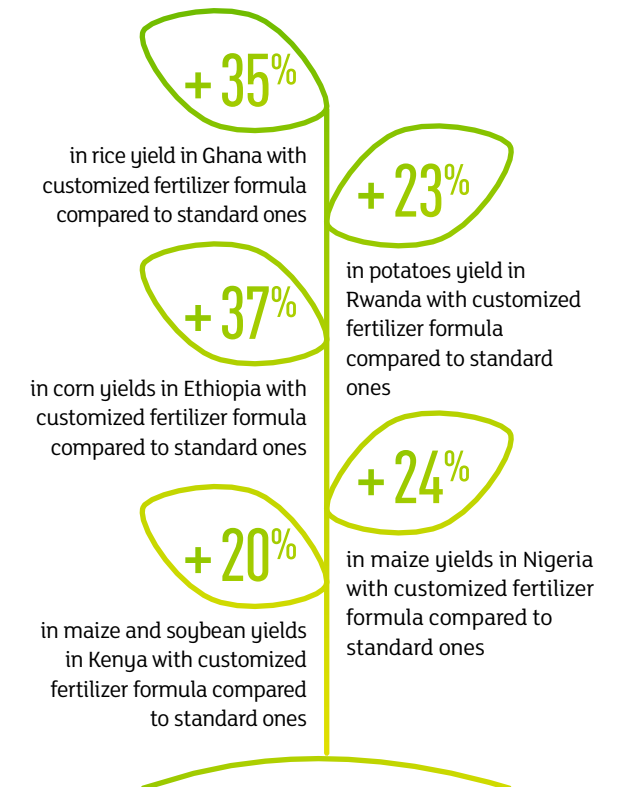 + 35%
in rice yield in Ghana with
customized fertilizer formula
compared to standard ones
+ 23%
in potatoes yield in
Rwanda with customized
fertilizer formula
compared to standard
ones
+ 37%
in corn yields in Ethiopia with
customized fertilizer formula
compared to standard ones
+ 24%
in maize yields in Nigeria
with customized fertilizer
formula compared to
standard ones
+ 20%
in maize and soybean yields
in Kenya with customized
fertilizer formula compared
to standard ones